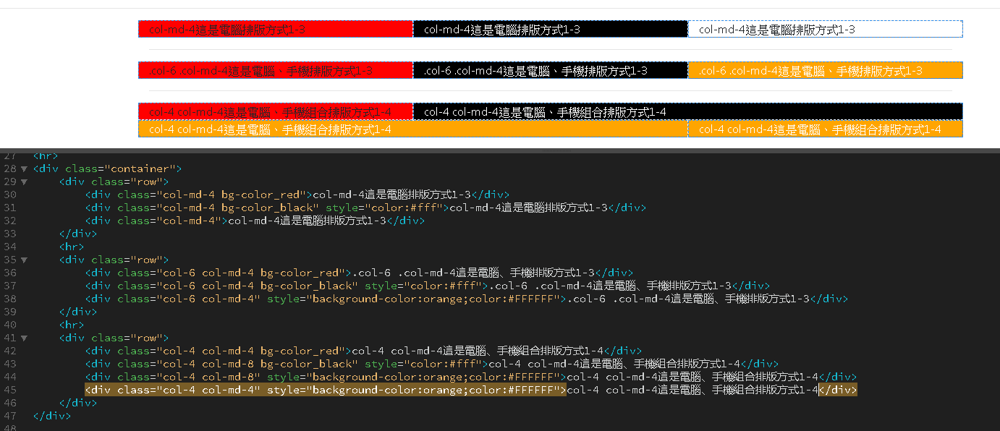 col-md-4這是電腦排版方式1-3 col-md-4這是電腦排版方式1-3 col-md-4這是電腦排版方式1-3
.col-6 .col-md-4這是電腦、手機排版方式1-3 .col-6 .col-md-4這是電腦、手機排版方式1-3 .col-6 .col-md-4這是電腦、手機排版方式1-3
col-4 col-md-4這是電腦、手機組合排版方式1-4 col-4 col-md-4這是電腦、手機組合排版方式1-4
col-4 col-md-4這是電腦、手機組合排版方式1-4 col-4 col-md-4這是電腦、手機組合排版方式1-4
27 <hr>
28 <div class="container">
29 <div class="row">
30 <div class="col-md-4 bg-color_red">col-md-4這是電腦排版方式1-3</div>
31 <div class="col-md-4 bg-color_black" style="color:#fff">col-md-4這是電腦排版方式1-3</div>
32 <div class="col-md-4">col-md-4這是電腦排版方式1-3</div>
33 </div>
34 <hr>
35 <div class="row">
36 <div class="col-6 col-md-4 bg-color_red">.col-6 .col-md-4這是電腦、手機排版方式1-3</div>
37 <div class="col-6 col-md-4 bg-color_black" style="color:#fff">.col-6 .col-md-4這是電腦、手機排版方式1-3</div>
38 <div class="col-6 col-md-4" style="background-color:orange;color:#FFFFFF">.col-6 .col-md-4這是電腦、手機排版方式1-3</div>
39 </div>
40 <hr>
41 <div class="row">
42 <div class="col-4 col-md-4 bg-color_red">col-4 col-md-4這是電腦、手機組合排版方式1-4</div>
43 <div class="col-4 col-md-8 bg-color_black" style="color:#fff">col-4 col-md-4這是電腦、手機組合排版方式1-4</div>
44 <div class="col-4 col-md-8" style="background-color:orange;color:#FFFFFF">col-4 col-md-4這是電腦、手機組合排版方式1-4</div>
45 <div class="col-4 col-md-4" style="background-color:orange;color:#FFFFFF">col-4 col-md-4這是電腦、手機組合排版方式1-4</div>
46 </div>
47 </div>
48